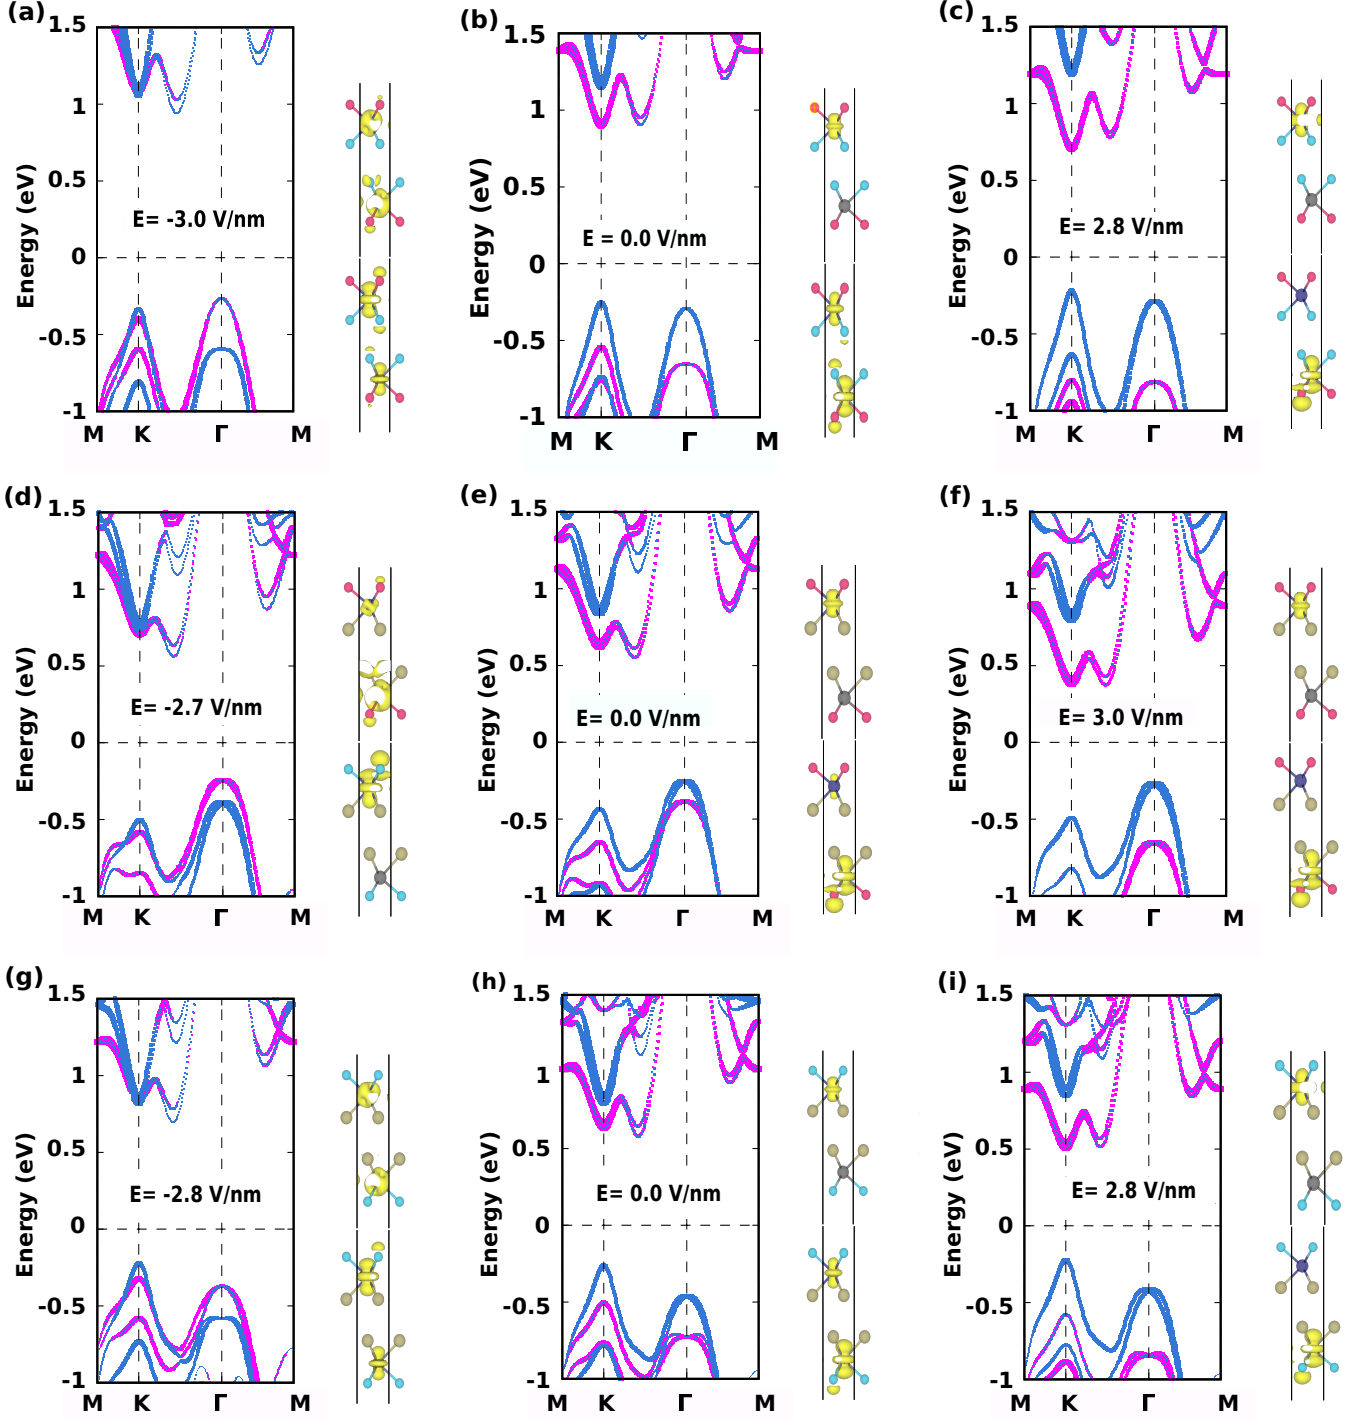 (a)
1.5
1
0.5
0
-0.5
-1
Energy (eV)
E= -3.0 V/nm
M K Γ M
(b)
1.5
1
0.5
0
-0.5
-1
Energy (eV)
E = 0.0 V/nm
M K Γ M
(c)
1.5
1
0.5
0
-0.5
-1
Energy (eV)
E= 2.8 V/nm
M K Γ M
(d)
1.5
1
0.5
0
-0.5
-1
Energy (eV)
E= -2.7 V/nm
M K Γ M
(e)
1.5
1
0.5
0
-0.5
-1
Energy (eV)
E= 0.0 V/nm
M K Γ M
(f)
1.5
1
0.5
0
-0.5
-1
Energy (eV)
E= 3.0 V/nm
M K Γ M
(g)
1.5
1
0.5
0
-0.5
-1
Energy (eV)
E= -2.8 V/nm
M K Γ M
(h)
1.5
1
0.5
0
-0.5
-1
Energy (eV)
E= 0.0 V/nm
M K Γ M
(i)
1.5
1
0.5
0
-0.5
-1
Energy (eV)
E= 2.8 V/nm
M K Γ M